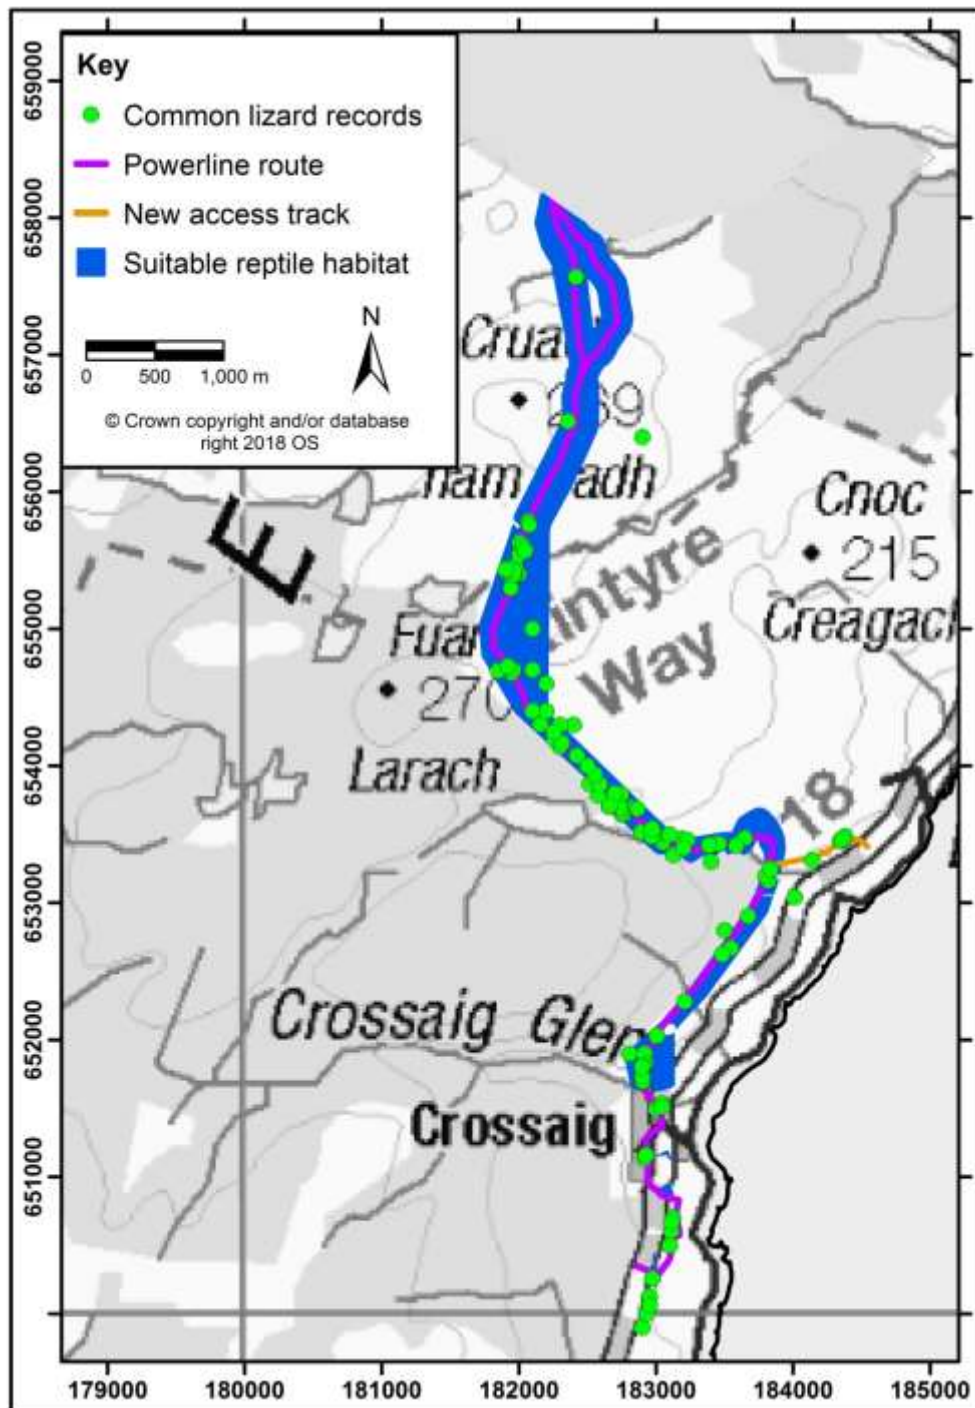 Key
Common lizard records
Powerline route
New access track
Suitable reptile habitat
N
0 500 1,000 m
© Crown copyright and/or database
right 2018 OS
659000
658000
657000
656000
655000
654000
653000
652000
651000
179000 180000 181000 182000 183000 184000 185000
269
Cnoc
215
Creagach
E
Way
270
Larach
18
Crossaig Glen
Crossaig